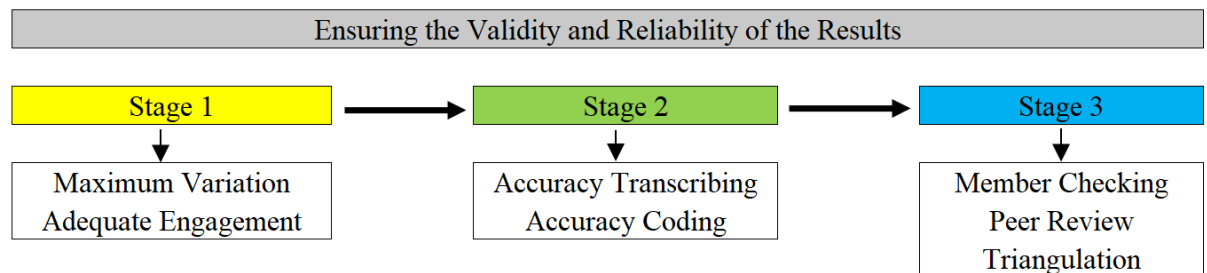 Ensuring the Validity and Reliability of the Results
Stage 1
Stage 2
Stage 3
Maximum Variation
Adequate Engagement
Accuracy Transcribing
Accuracy Coding
Member Checking
Peer Review
Triangulation